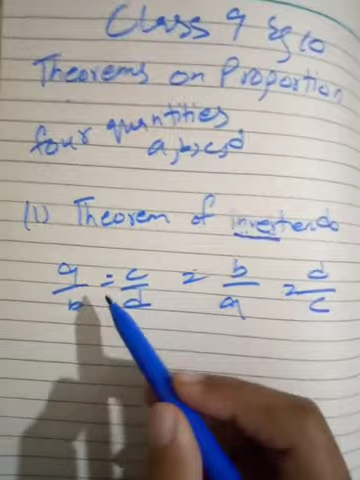 Class 9 & 10
Theorems on Proportion
four quantities
a, b, c, d
(1) Theorem of invertendo
a/b = c/d = b/a = d/c